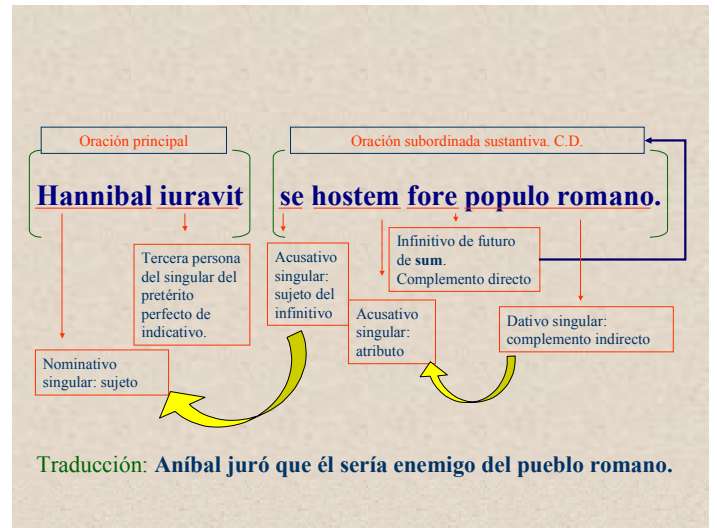 Oración principal
Oración subordinada sustantiva. C.D.
Hannibal iuravit se hostem fore populo romano.
Tercera persona
del singular del
pretérito
perfecto de
indicativo.
Acusativo
singular:
sujeto del
infinitivo
Infinitivo de futuro
de sum.
Complemento directo
Acusativo
singular:
atributo
Dativo singular:
complemento indirecto
Nominativo
singular: sujeto
Traducción: Aníbal juró que él sería enemigo del pueblo romano.